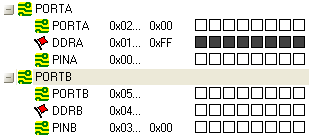 PORTA
PORTA 0x02... 0x00
DDRA 0x01... 0xFF
PINA 0x00...
PORTB
PORTB 0x05...
DDRB 0x04...
PINB 0x03... 0x00